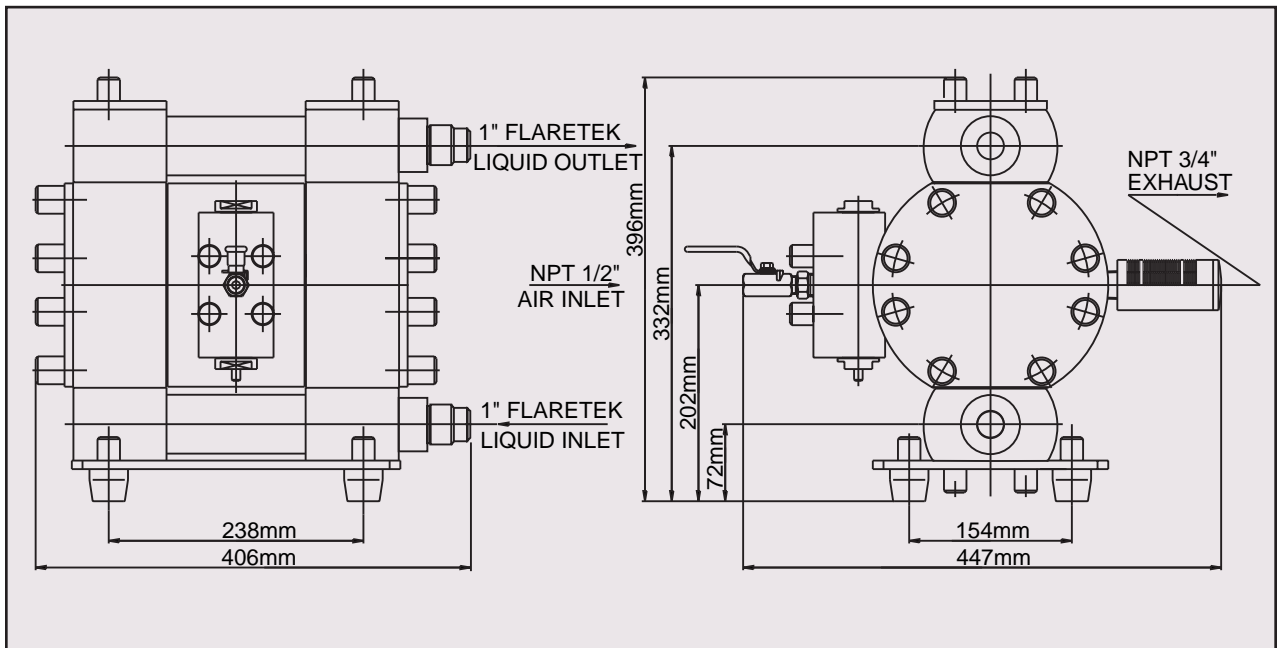 1" FLARETEK
LIQUID OUTLET
NPT 1/2"
AIR INLET
1" FLARETEK
LIQUID INLET
238mm
406mm
396mm
332mm
202mm
72mm
NPT 3/4"
EXHAUST
154mm
447mm